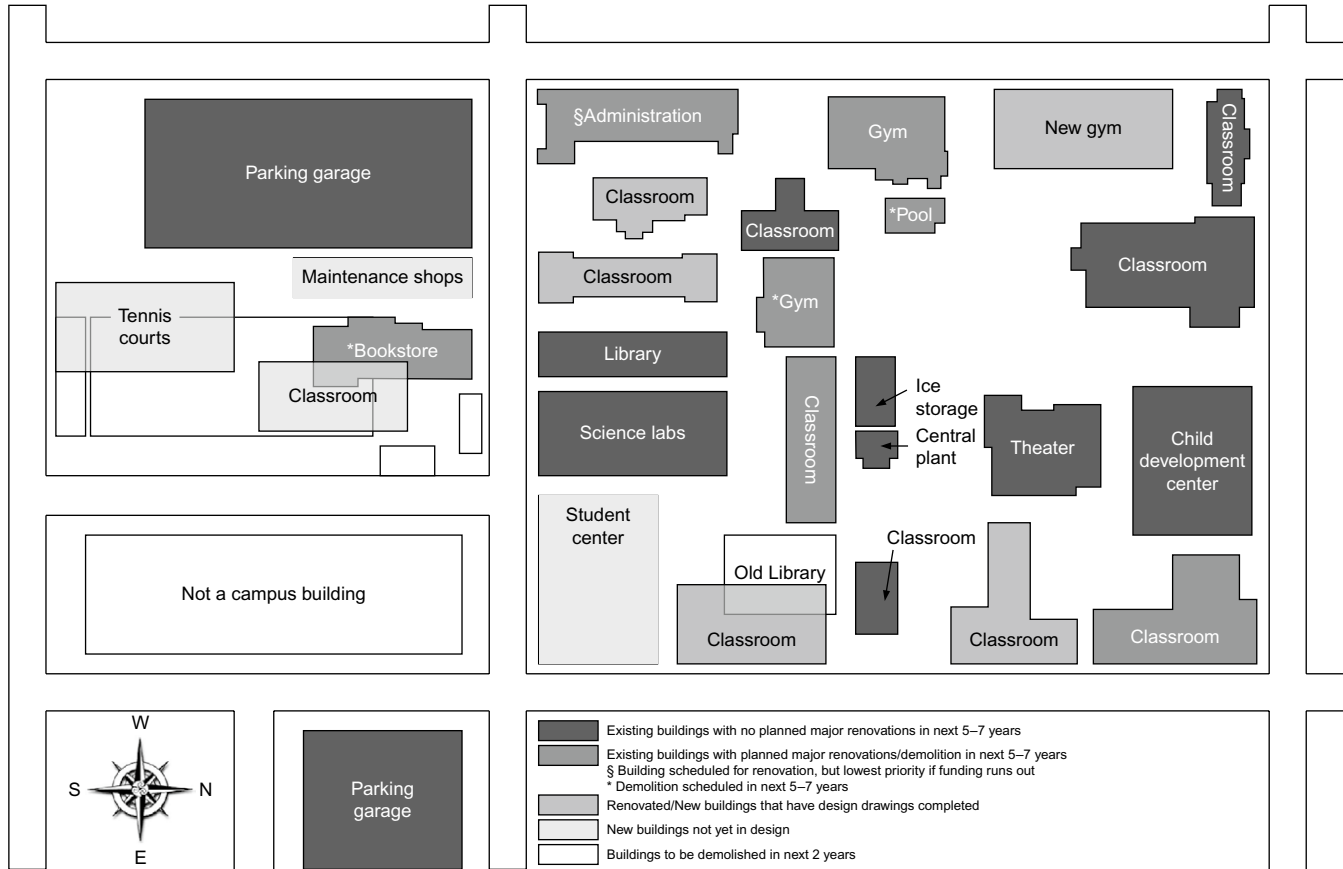 §Administration
Gym
New gym
Classroom
Parking garage
Classroom
Classroom
*Pool
Maintenance shops
Classroom
*Gym
Classroom
Tennis
courts
*Bookstore
Classroom
Library
Science labs
Classroom
Ice
storage
Central
plant
Theater
Child
development
center
Student
center
Classroom
Not a campus building
Old Library
Classroom
Classroom
Classroom
W
S
N
E
Parking
garage
Existing buildings with no planned major renovations in next 5–7 years
Existing buildings with planned major renovations/demolition in next 5–7 years
§ Building scheduled for renovation, but lowest priority if funding runs out
* Demolition scheduled in next 5–7 years
Renovated/New buildings that have design drawings completed
New buildings not yet in design
Buildings to be demolished in next 2 years